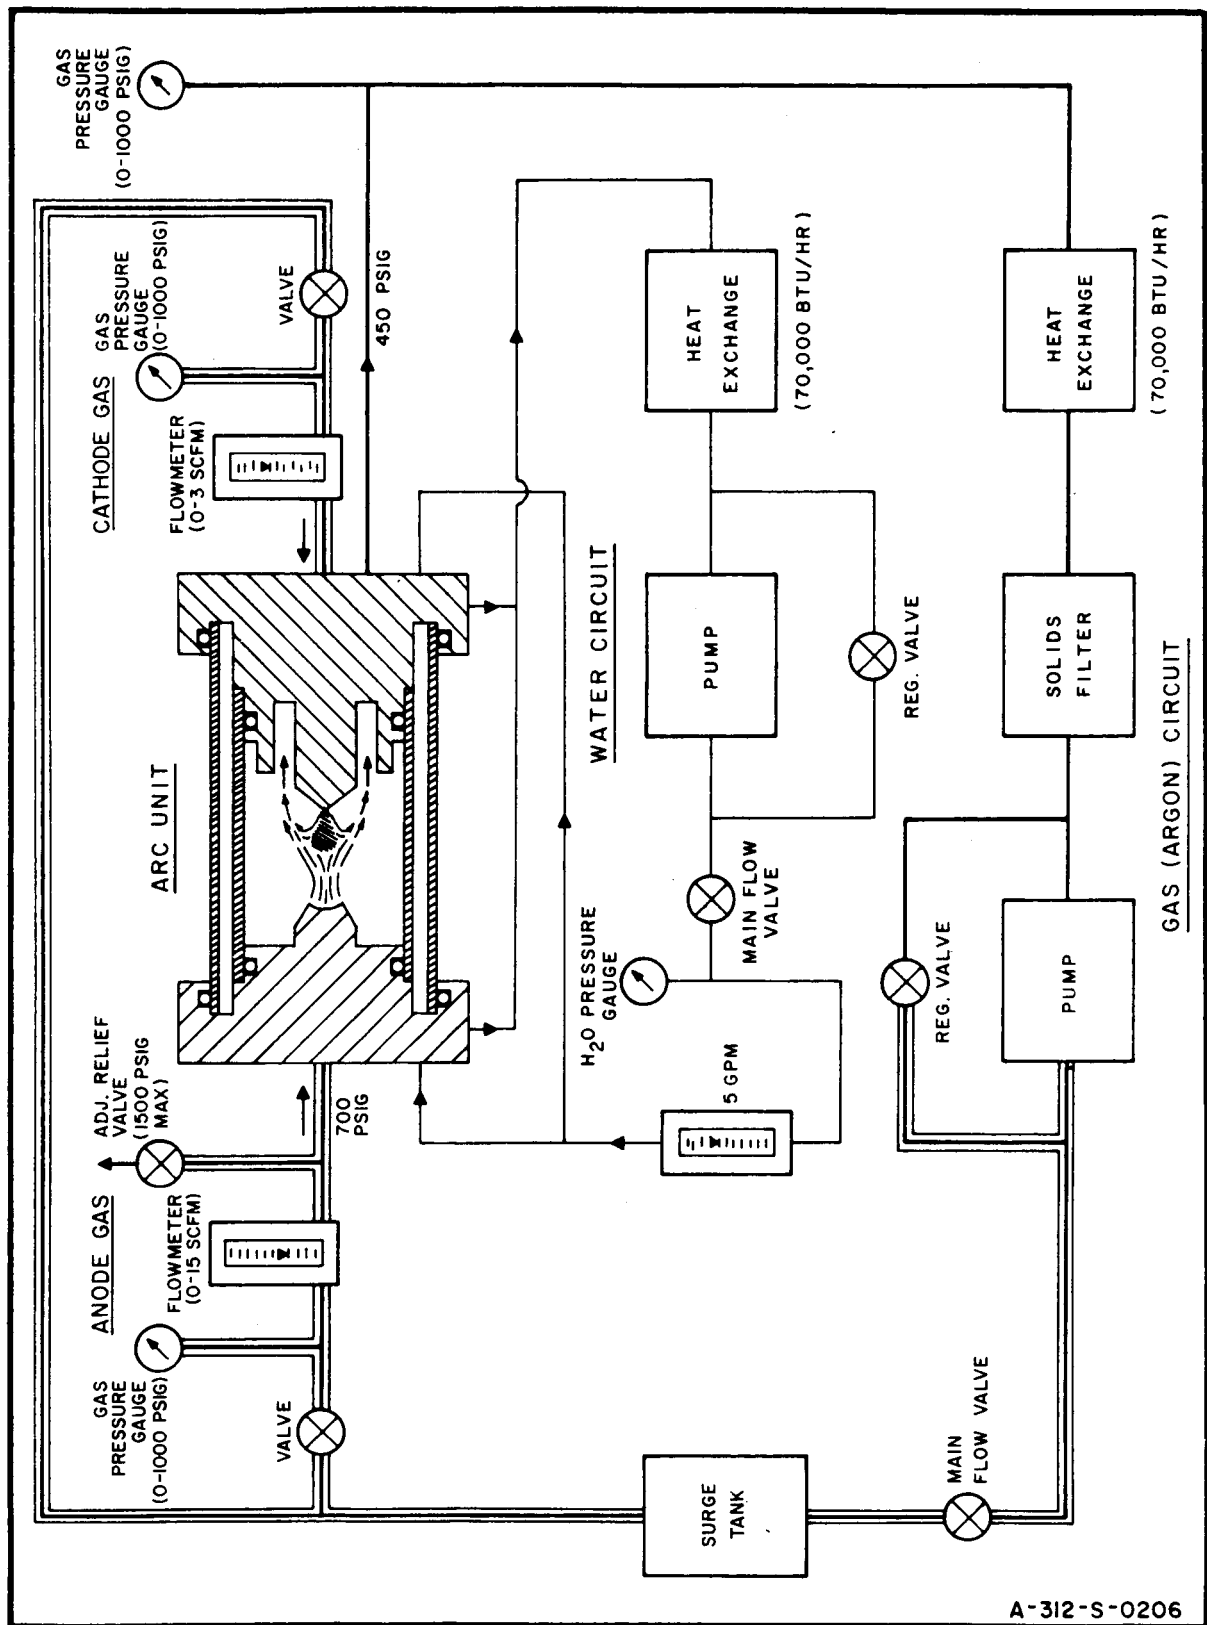 GAS
PRESSURE
GAUGE
(0-1000 PSIG)
ANODE GAS
FLOWMETER
(0-15 SCFM)
ADJ. RELIEF
VALVE
(1500 PSIG
MAX)
VALVE
700
PSIG
ARC UNIT
CATHODE GAS
FLOWMETER
(0-3 SCFM)
GAS
PRESSURE
GAUGE
(0-1000 PSIG)
VALVE
450 PSIG
GAS
PRESSURE
GAUGE
(0-1000 PSIG)
WATER CIRCUIT
H2O PRESSURE
GAUGE
5 GPM
MAIN FLOW
VALVE
PUMP
REG. VALVE
HEAT
EXCHANGE
(70,000 BTU/HR)
SURGE
TANK
MAIN
FLOW VALVE
REG. VALVE
PUMP
SOLIDS
FILTER
HEAT
EXCHANGE
(70,000 BTU/HR)
GAS (ARGON) CIRCUIT
A-312-S-0206